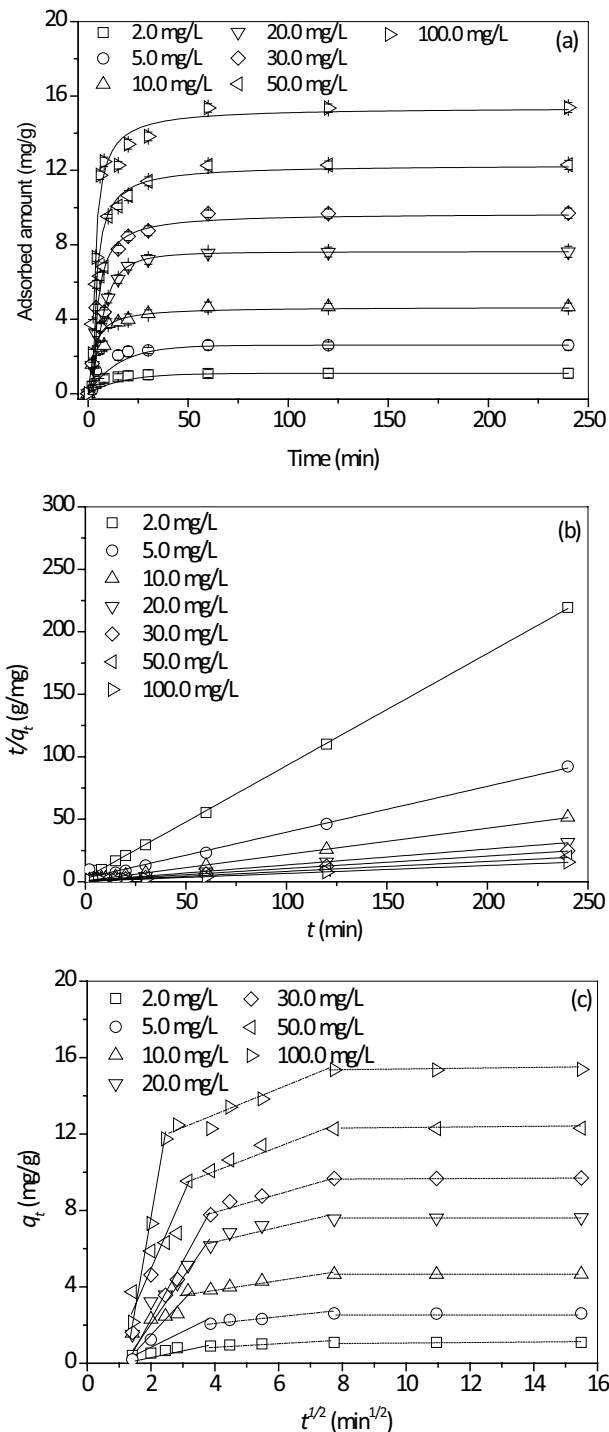 2.0 mg/L 20.0 mg/L 100.0 mg/L (a)
5.0 mg/L 30.0 mg/L
10.0 mg/L 50.0 mg/L
Adsorbed amount (mg/g)
20
16
12
8
4
0
0 50 100 150 200 250
Time (min)
300
250
200
150
100
50
0
2.0 mg/L (b)
5.0 mg/L
10.0 mg/L
20.0 mg/L
30.0 mg/L
50.0 mg/L
100.0 mg/L
t/qt (g/mg)
0 50 100 150 200 250
t (min)
20
16
12
8
4
0
2.0 mg/L 30.0 mg/L (c)
5.0 mg/L 50.0 mg/L
10.0 mg/L 100.0 mg/L
20.0 mg/L
qt (mg/g)
0 2 4 6 8 10 12 14 16
t1/2 (min1/2)